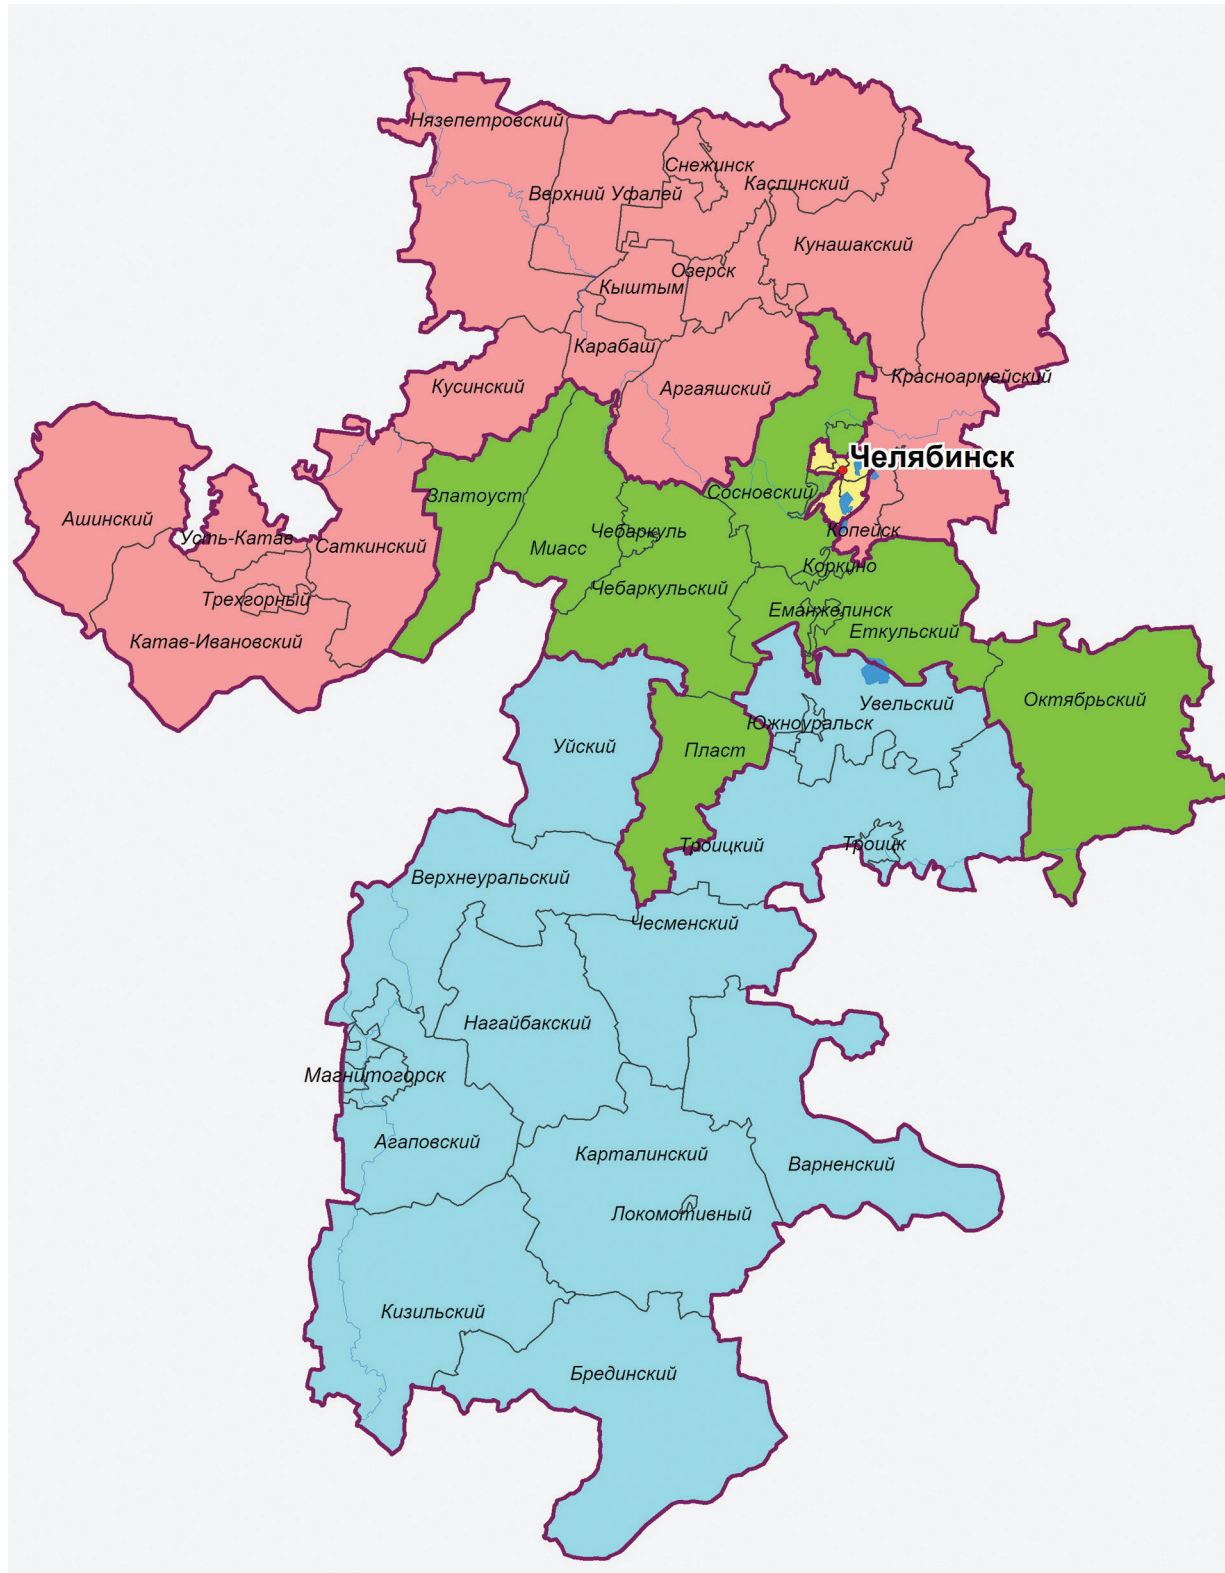 Нязепетровский
Снежинск
Верхний Уфалей
Каслинский
Кунашакский
Озерск
Кыштым
Карабаш
Красноармейский
Кусинский
Аргаяшский
Челябинск
Златоуст
Сосновский
Ашинский
Чебаркуль
Копейск
Усть-Катав
Саткинский
Миасс
Коркино
Чебаркульский
Трехгорный
Еманжелинск
Еткульский
Катав-Ивановский
Октябрьский
Увельский
Южноуральск
Уйский
Пласт
Троицкий
Троицк
Верхнеуральский
Чесменский
Нагайбакский
Магнитогорск
Агаповский
Карталинский
Варненский
Локомотивный
Кизильский
Брединский